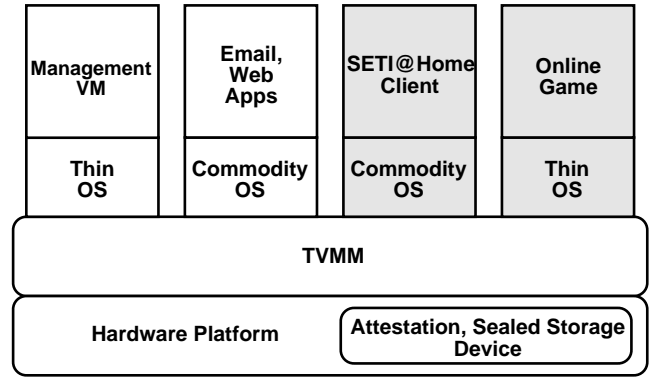 Management
VM
Email,
Web
Apps
SETI@Home
Client
Online
Game
Thin
OS
Commodity
OS
Commodity
OS
Thin
OS
TVMM
Hardware Platform
Attestation, Sealed Storage
Device